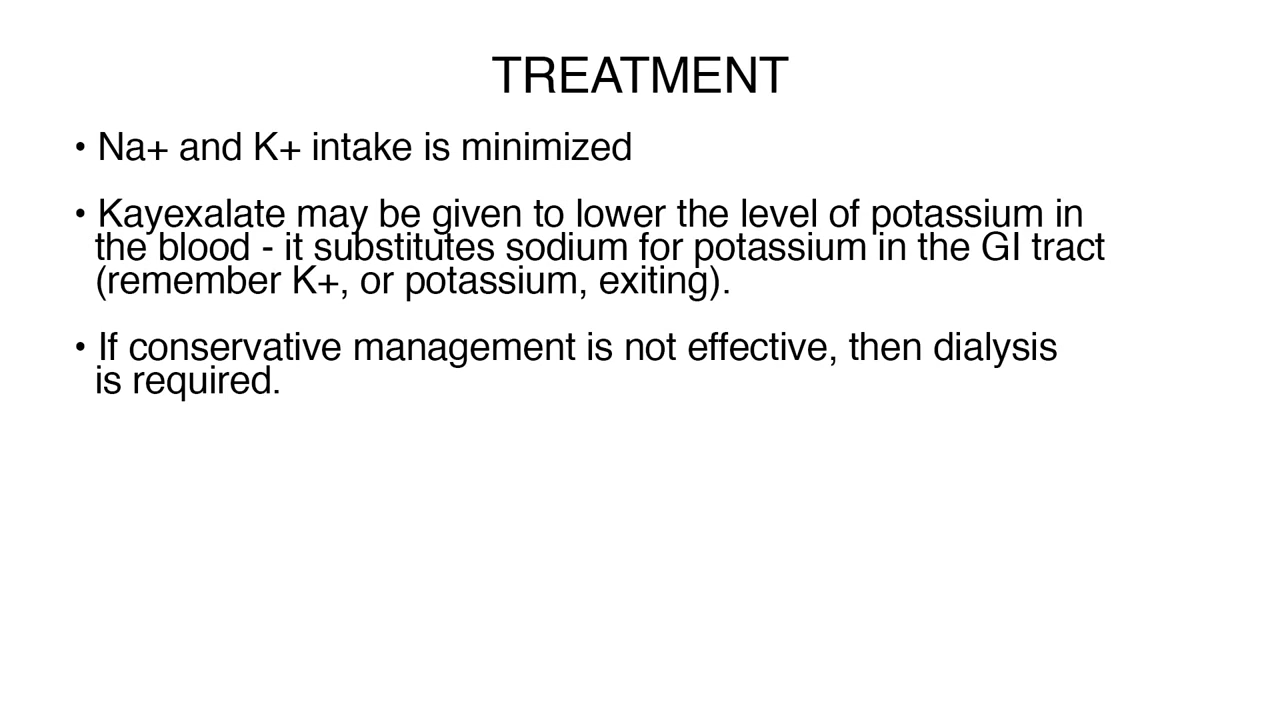 TREATMENT
• Na+ and K+ intake is minimized
• Kayexalate may be given to lower the level of potassium in
the blood - it substitutes sodium for potassium in the GI tract
(remember K+, or potassium, exiting).
• If conservative management is not effective, then dialysis
is required.